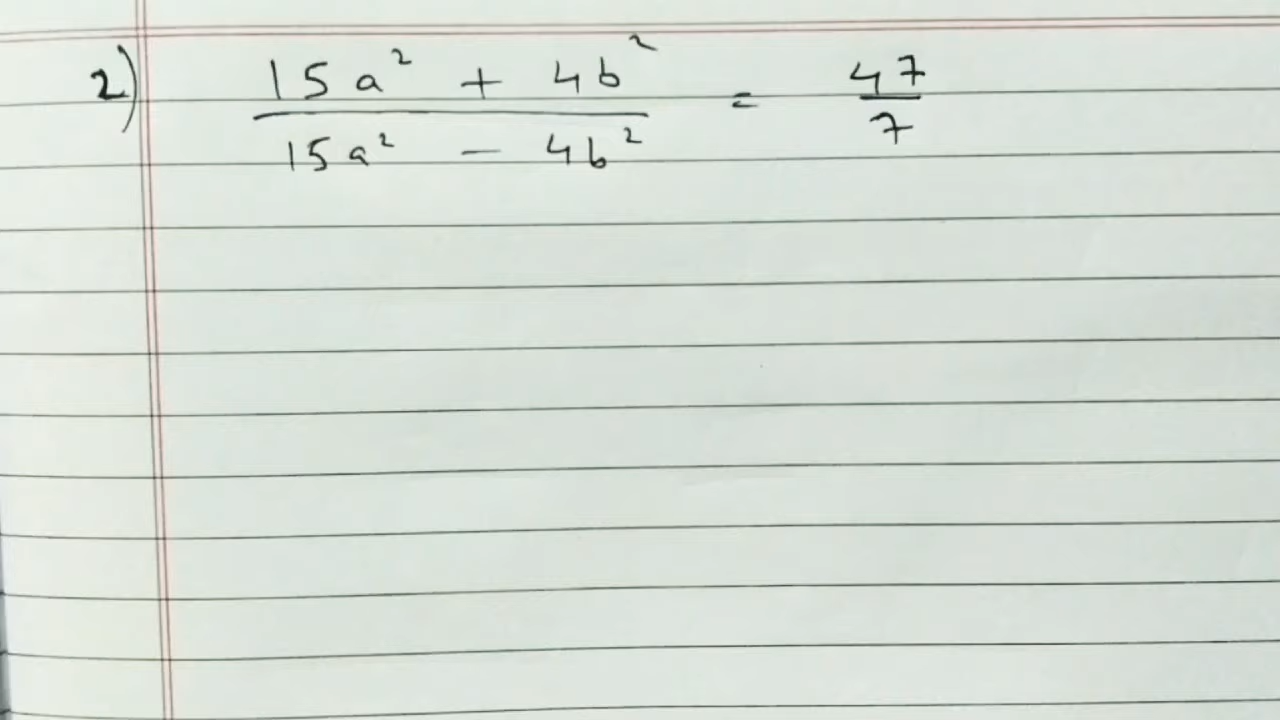 2) 15a² + 4b² = 47
15a² - 4b² 7